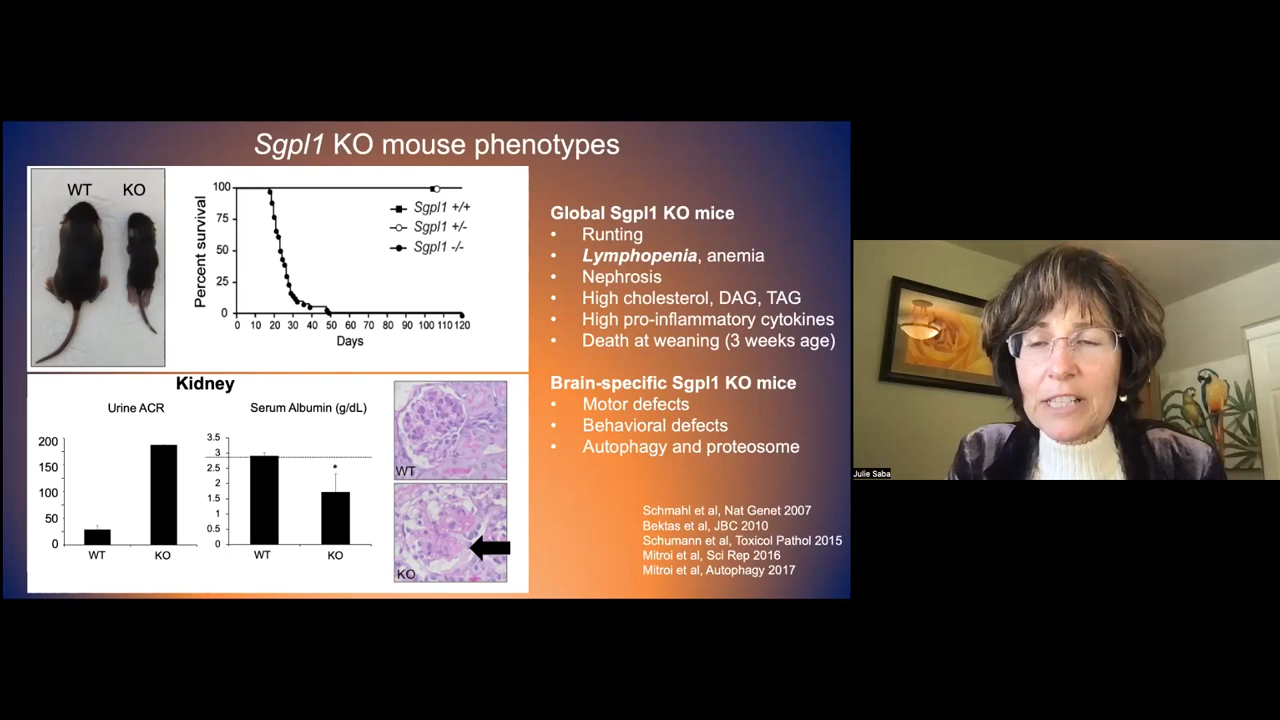 Sgpl1 KO mouse phenotypes
WT KO
Percent survival
100
75
50
25
0
0 10 20 30 40 50 60 70 80 90 100 110 120
Days
Sgpl1 +/+
Sgpl1 +/-
Sgpl1 -/-
Kidney
Urine ACR
200
150
100
50
0
WT KO
Serum Albumin (g/dL)
3.5
3
2.5
2
1.5
1
0.5
0
*
WT KO
WT
KO
Global Sgpl1 KO mice
• Runting
• Lymphopenia, anemia
• Nephrosis
• High cholesterol, DAG, TAG
• High pro-inflammatory cytokines
• Death at weaning (3 weeks age)
Brain-specific Sgpl1 KO mice
• Motor defects
• Behavioral defects
• Autophagy and proteosome
Schmahl et al, Nat Genet 2007
Bektas et al, JBC 2010
Schumann et al, Toxicol Pathol 2015
Mitroi et al, Sci Rep 2016
Mitroi et al, Autophagy 2017
Julie Saba